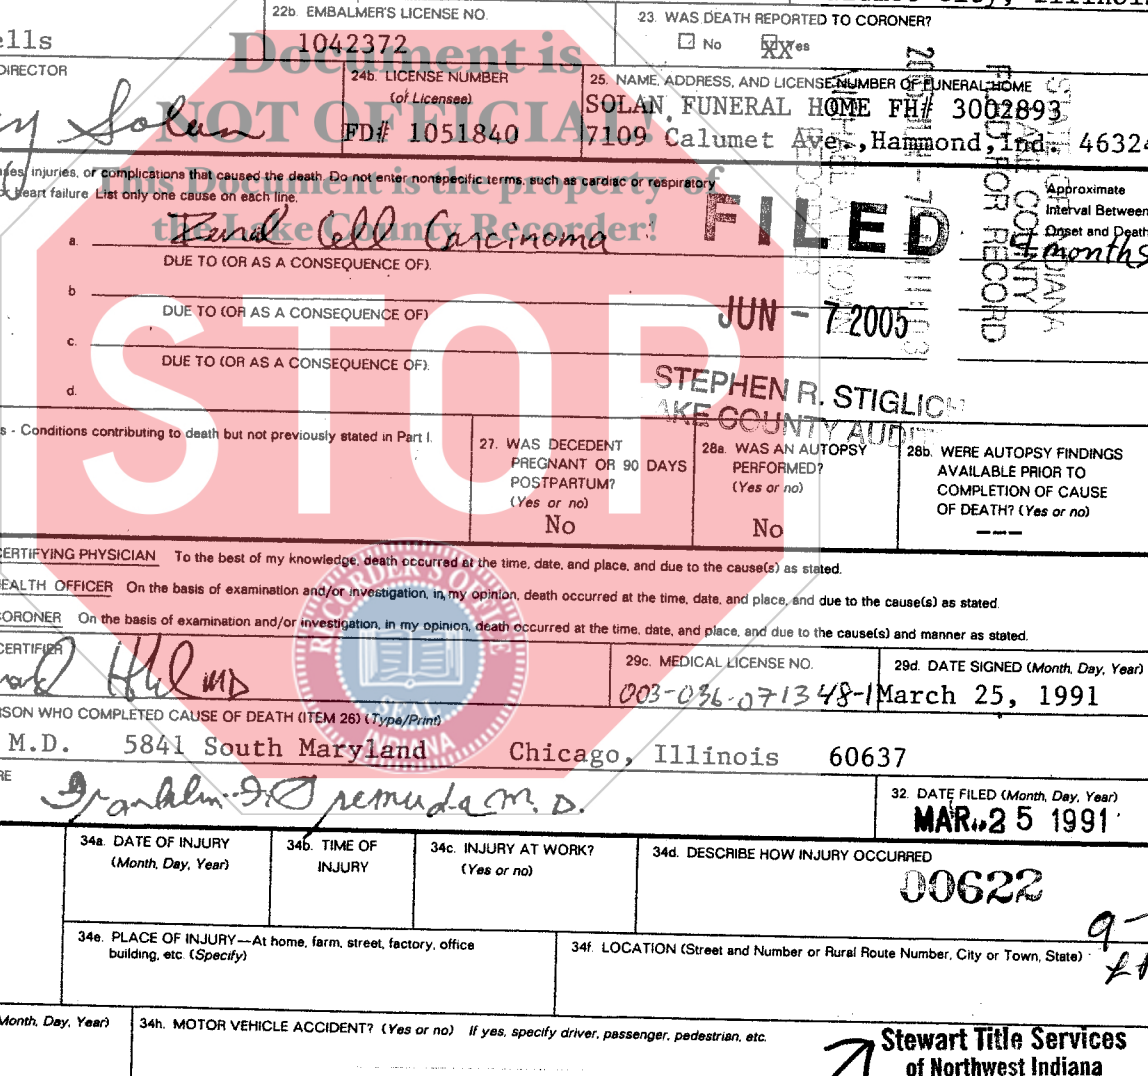 22b. EMBALMER'S LICENSE NO.
23. WAS DEATH REPORTED TO CORONER?
ells
1042372
No XX Yes
Document is
DIRECTOR
24b. LICENSE NUMBER
(of Licensee)
25. NAME, ADDRESS, AND LICENSE NUMBER OF FUNERAL HOME
NOT OFFICIAL!
y Solan
FD# 1051840
SOLAN FUNERAL HOME FH# 3002893
7109 Calumet Ave., Hammond, Ind. 46324
injuries, or complications that caused the death. Do not enter nonspecific terms, such as cardiac or respiratory
heart failure. List only one cause on each line.
This Document is the property of
the Lake County Recorder!
Approximate
Interval Between
Onset and Death
FILED
a. Renal Cell Carcinoma
months
DUE TO (OR AS A CONSEQUENCE OF).
b
DUE TO (OR AS A CONSEQUENCE OF)
JUN - 7 2005
c.
DUE TO (OR AS A CONSEQUENCE OF).
d.
STOP
COUNTY
FOR RECORD
STEPHEN R. STIGLICH
LAKE COUNTY AUDIT
s - Conditions contributing to death but not previously stated in Part I.
27. WAS DECEDENT
PREGNANT OR 90 DAYS
POSTPARTUM?
(Yes or no)
No
28a. WAS AN AUTOPSY
PERFORMED?
(Yes or no)
No
28b. WERE AUTOPSY FINDINGS
AVAILABLE PRIOR TO
COMPLETION OF CAUSE
OF DEATH? (Yes or no)
---
CERTIFYING PHYSICIAN To the best of my knowledge, death occurred at the time, date, and place, and due to the cause(s) as stated.
HEALTH OFFICER On the basis of examination and/or investigation, in my opinion, death occurred at the time, date, and place, and due to the cause(s) as stated.
CORONER On the basis of examination and/or investigation, in my opinion, death occurred at the time, date, and place, and due to the cause(s) and manner as stated.
RECORDER'S OFFICE
SEAL
INDIANA
CERTIFIER
MD
29c. MEDICAL LICENSE NO.
003-036-071348-1
29d. DATE SIGNED (Month, Day, Year)
March 25, 1991
RSON WHO COMPLETED CAUSE OF DEATH (ITEM 26) (Type/Print)
M.D. 5841 South Maryland Chicago, Illinois 60637
RE
Franklin M.D.
32. DATE FILED (Month, Day, Year)
MAR. 25 1991
34a. DATE OF INJURY
(Month, Day, Year)
34b. TIME OF
INJURY
34c. INJURY AT WORK?
(Yes or no)
34d. DESCRIBE HOW INJURY OCCURRED
00622
9-
34e. PLACE OF INJURY—At home, farm, street, factory, office
building, etc. (Specify)
34f. LOCATION (Street and Number or Rural Route Number, City or Town, State)
Month, Day, Year)
34h. MOTOR VEHICLE ACCIDENT? (Yes or no) If yes, specify driver, passenger, pedestrian, etc.
Stewart Title Services
of Northwest Indiana